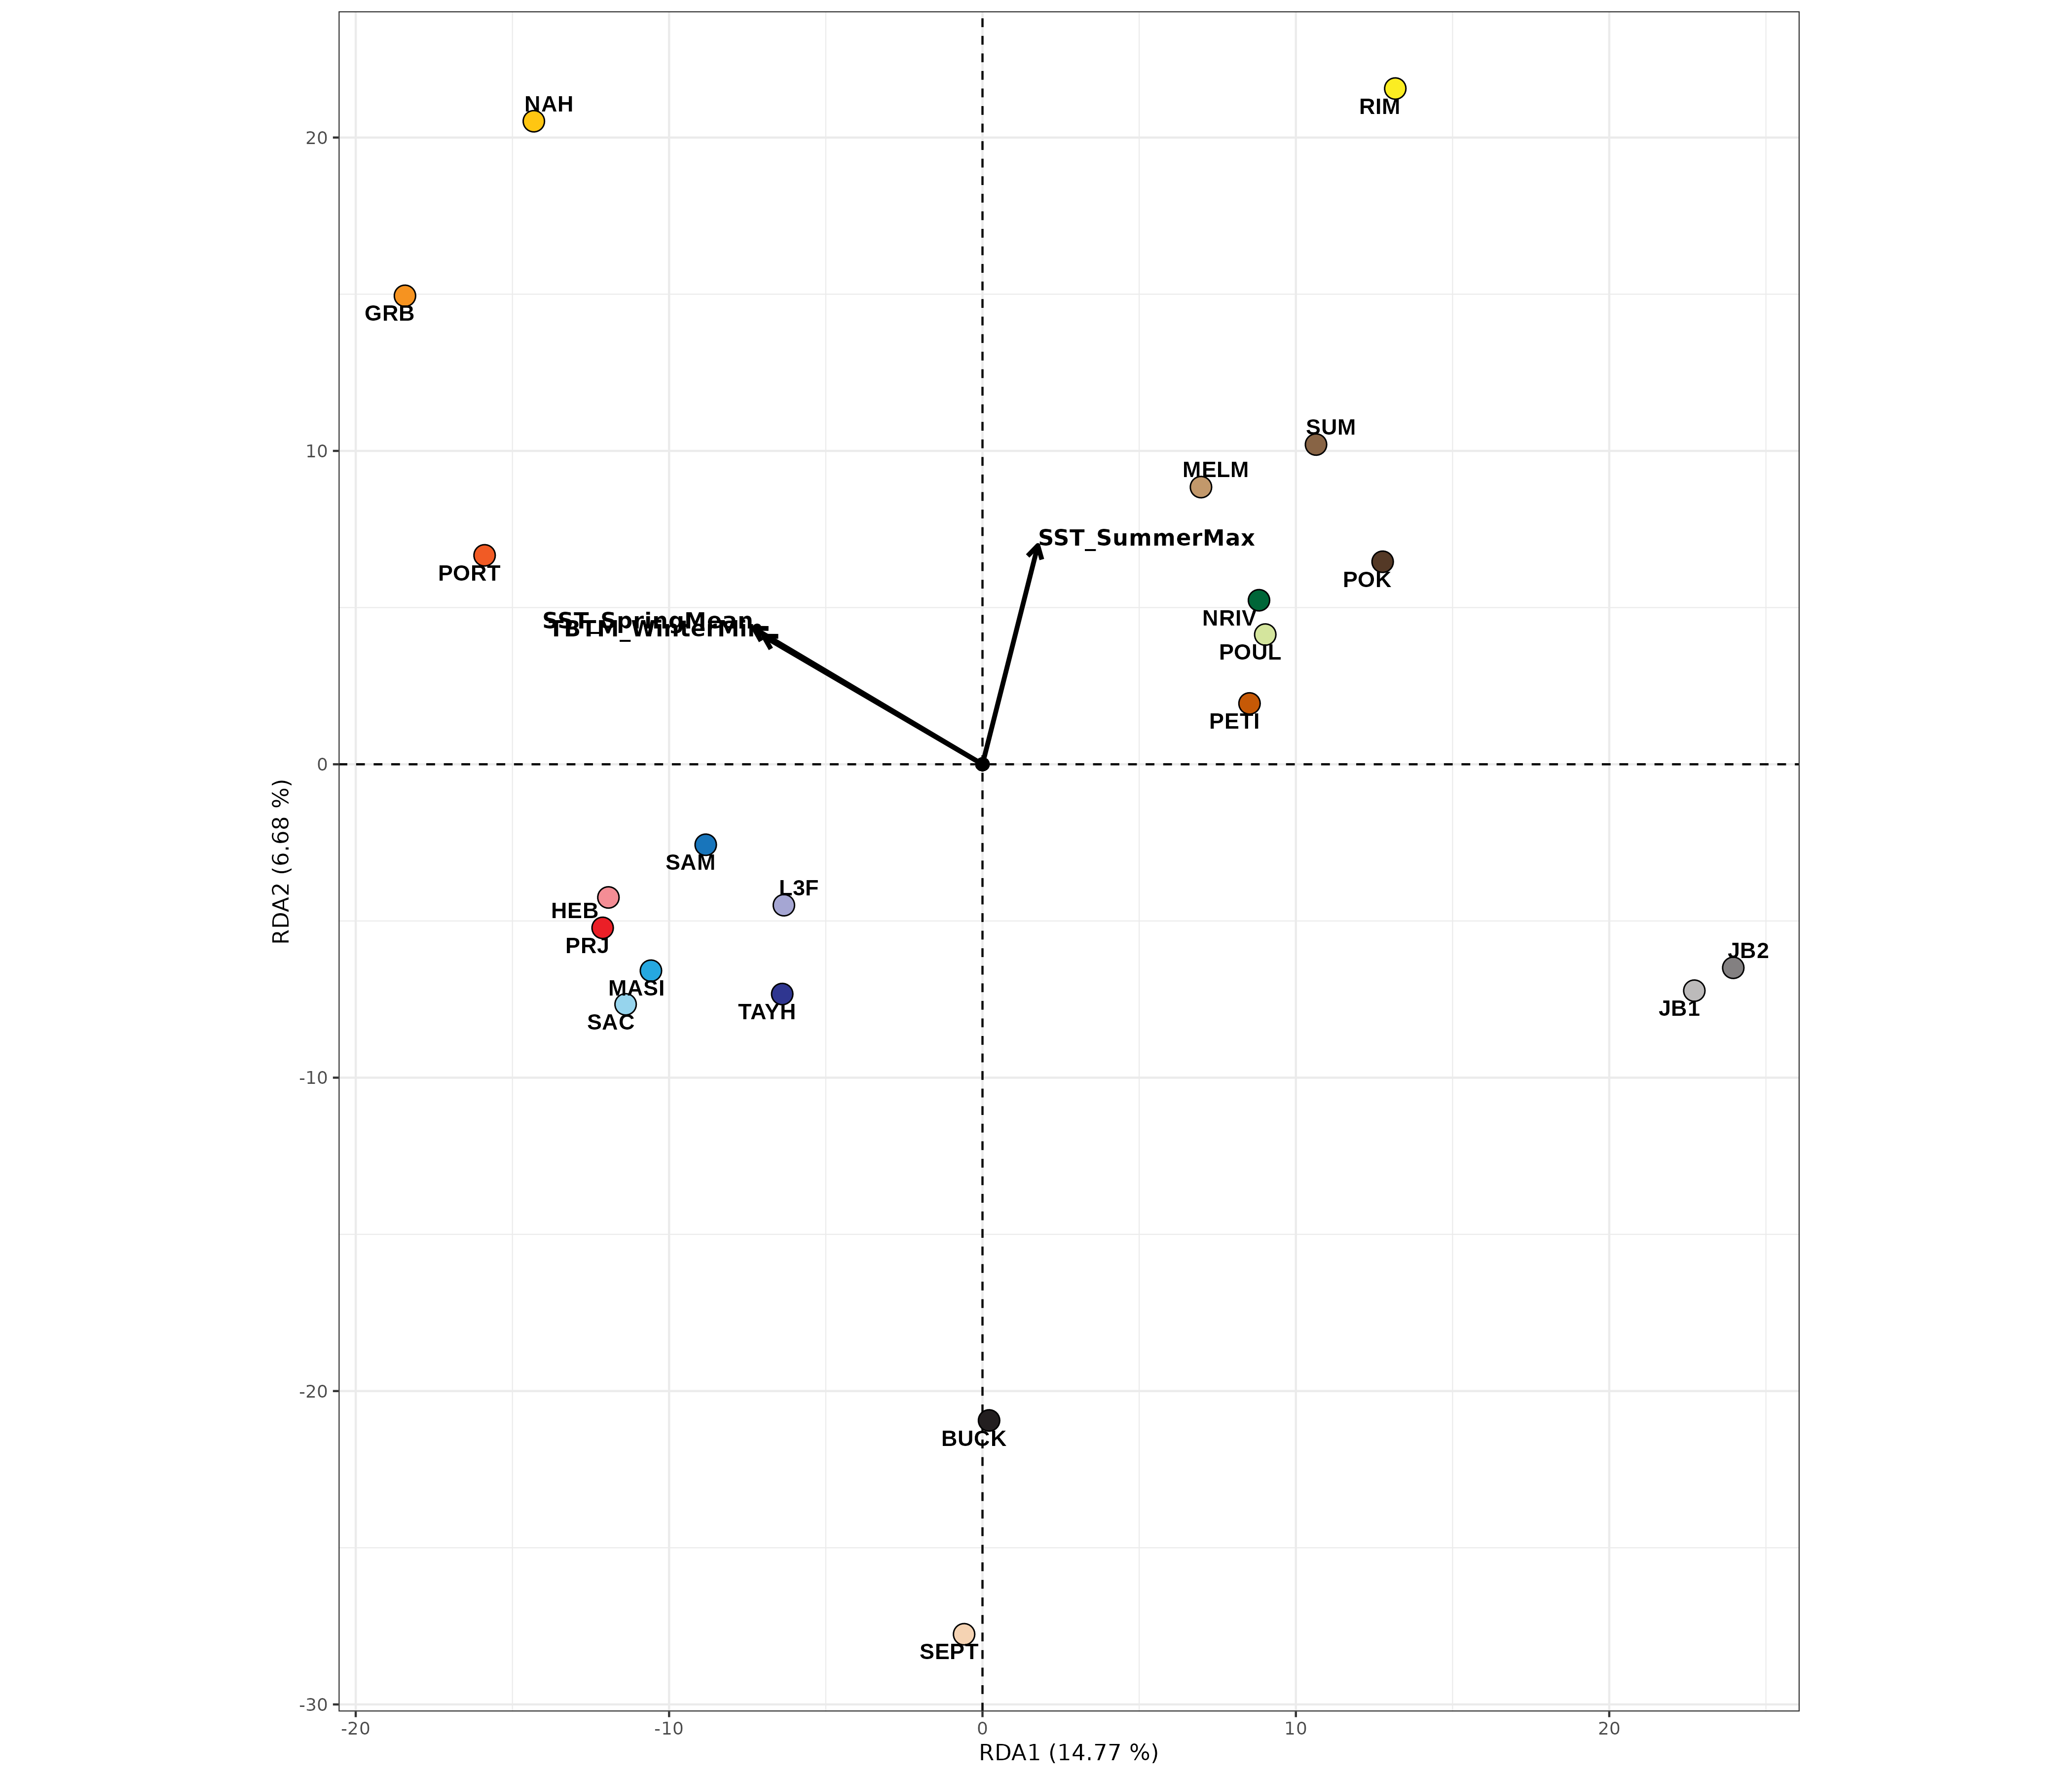 NAH
RIM
20
GRB
SUM
10
MELM
SST_SummerMax
PORT
POK
NRIV
SST_SpringMean
TBTM_WinterMin
POUL
PETI
0
RDA2 (6.68 %)
SAM
L3F
HEB
PRJ
JB2
MASI
JB1
TAYH
SAC
-10
-20
BUCK
SEPT
-30
-20
-10
0
10
20
RDA1 (14.77 %)